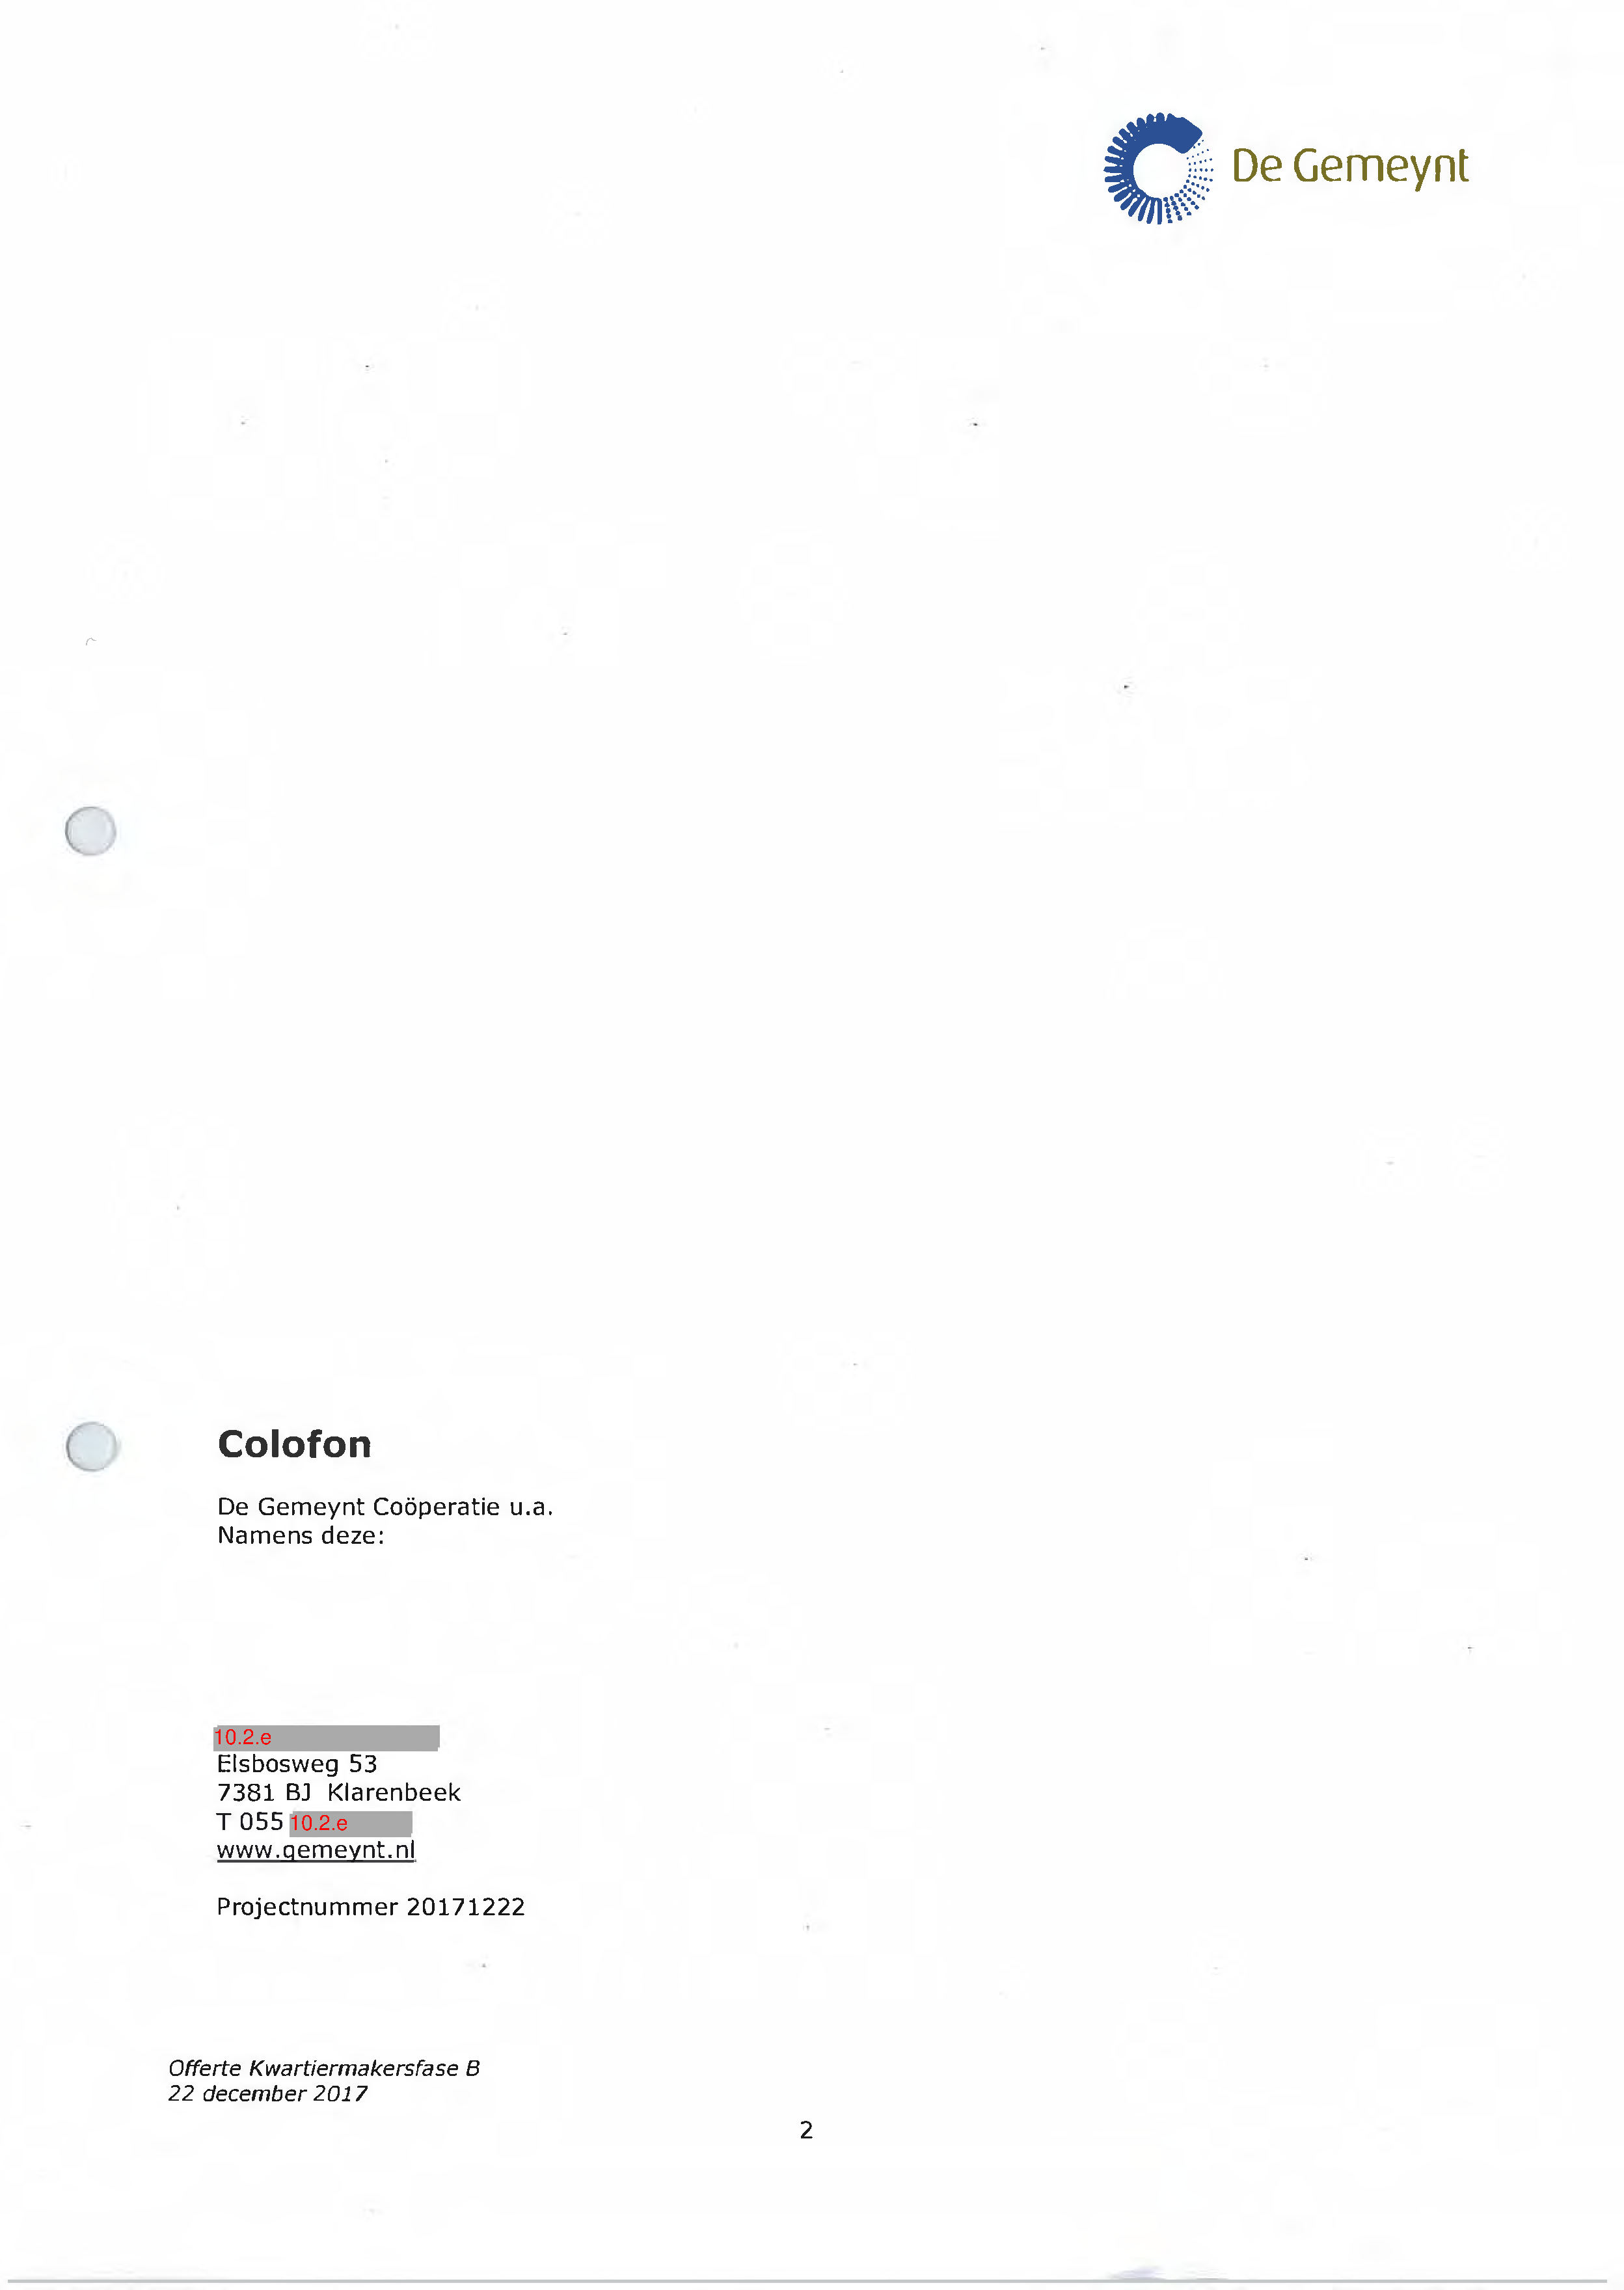 De Gemeynt
Colofon
De Gemeynt Coöperatie u.a.
Namens deze:
10.2.e
Elsbosweg 53
7381 BJ Klarenbeek
T 055 10.2.e
www.gemeynt.nl
Projectnummer 20171222
Offerte Kwartiermakersfase B
22 december 2017
2